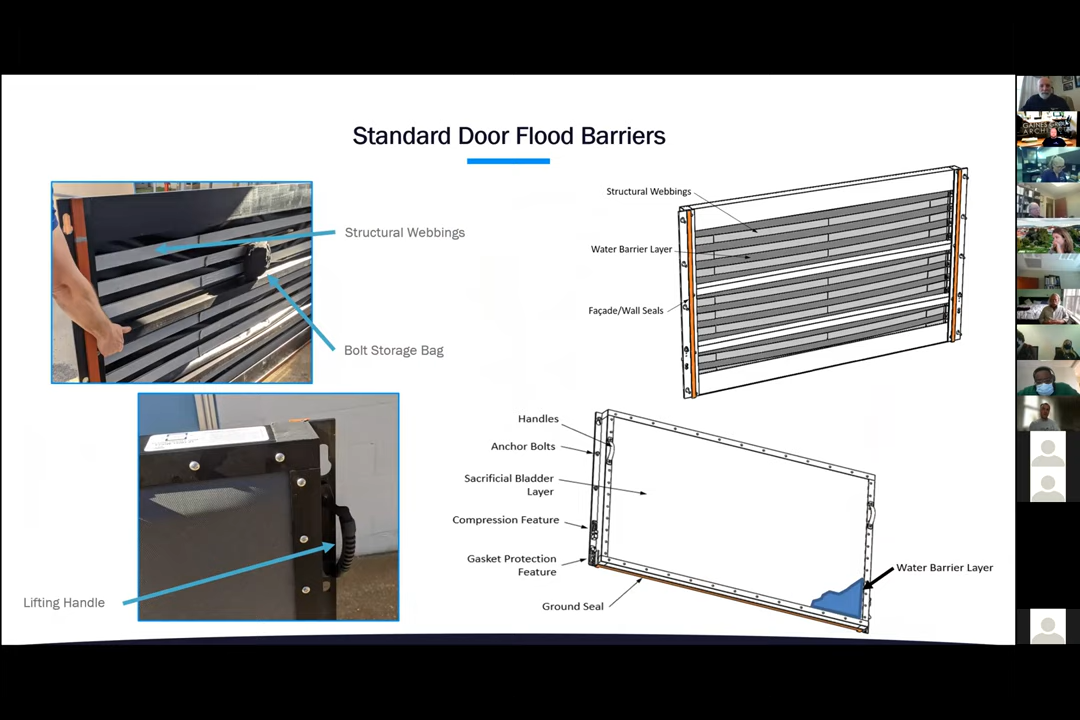 Standard Door Flood Barriers
Structural Webbings
Bolt Storage Bag
Lifting Handle
Structural Webbings
Water Barrier Layer
Façade/Wall Seals
Handles
Anchor Bolts
Sacrificial Bladder
Layer
Compression Feature
Gasket Protection
Feature
Ground Seal
Water Barrier Layer